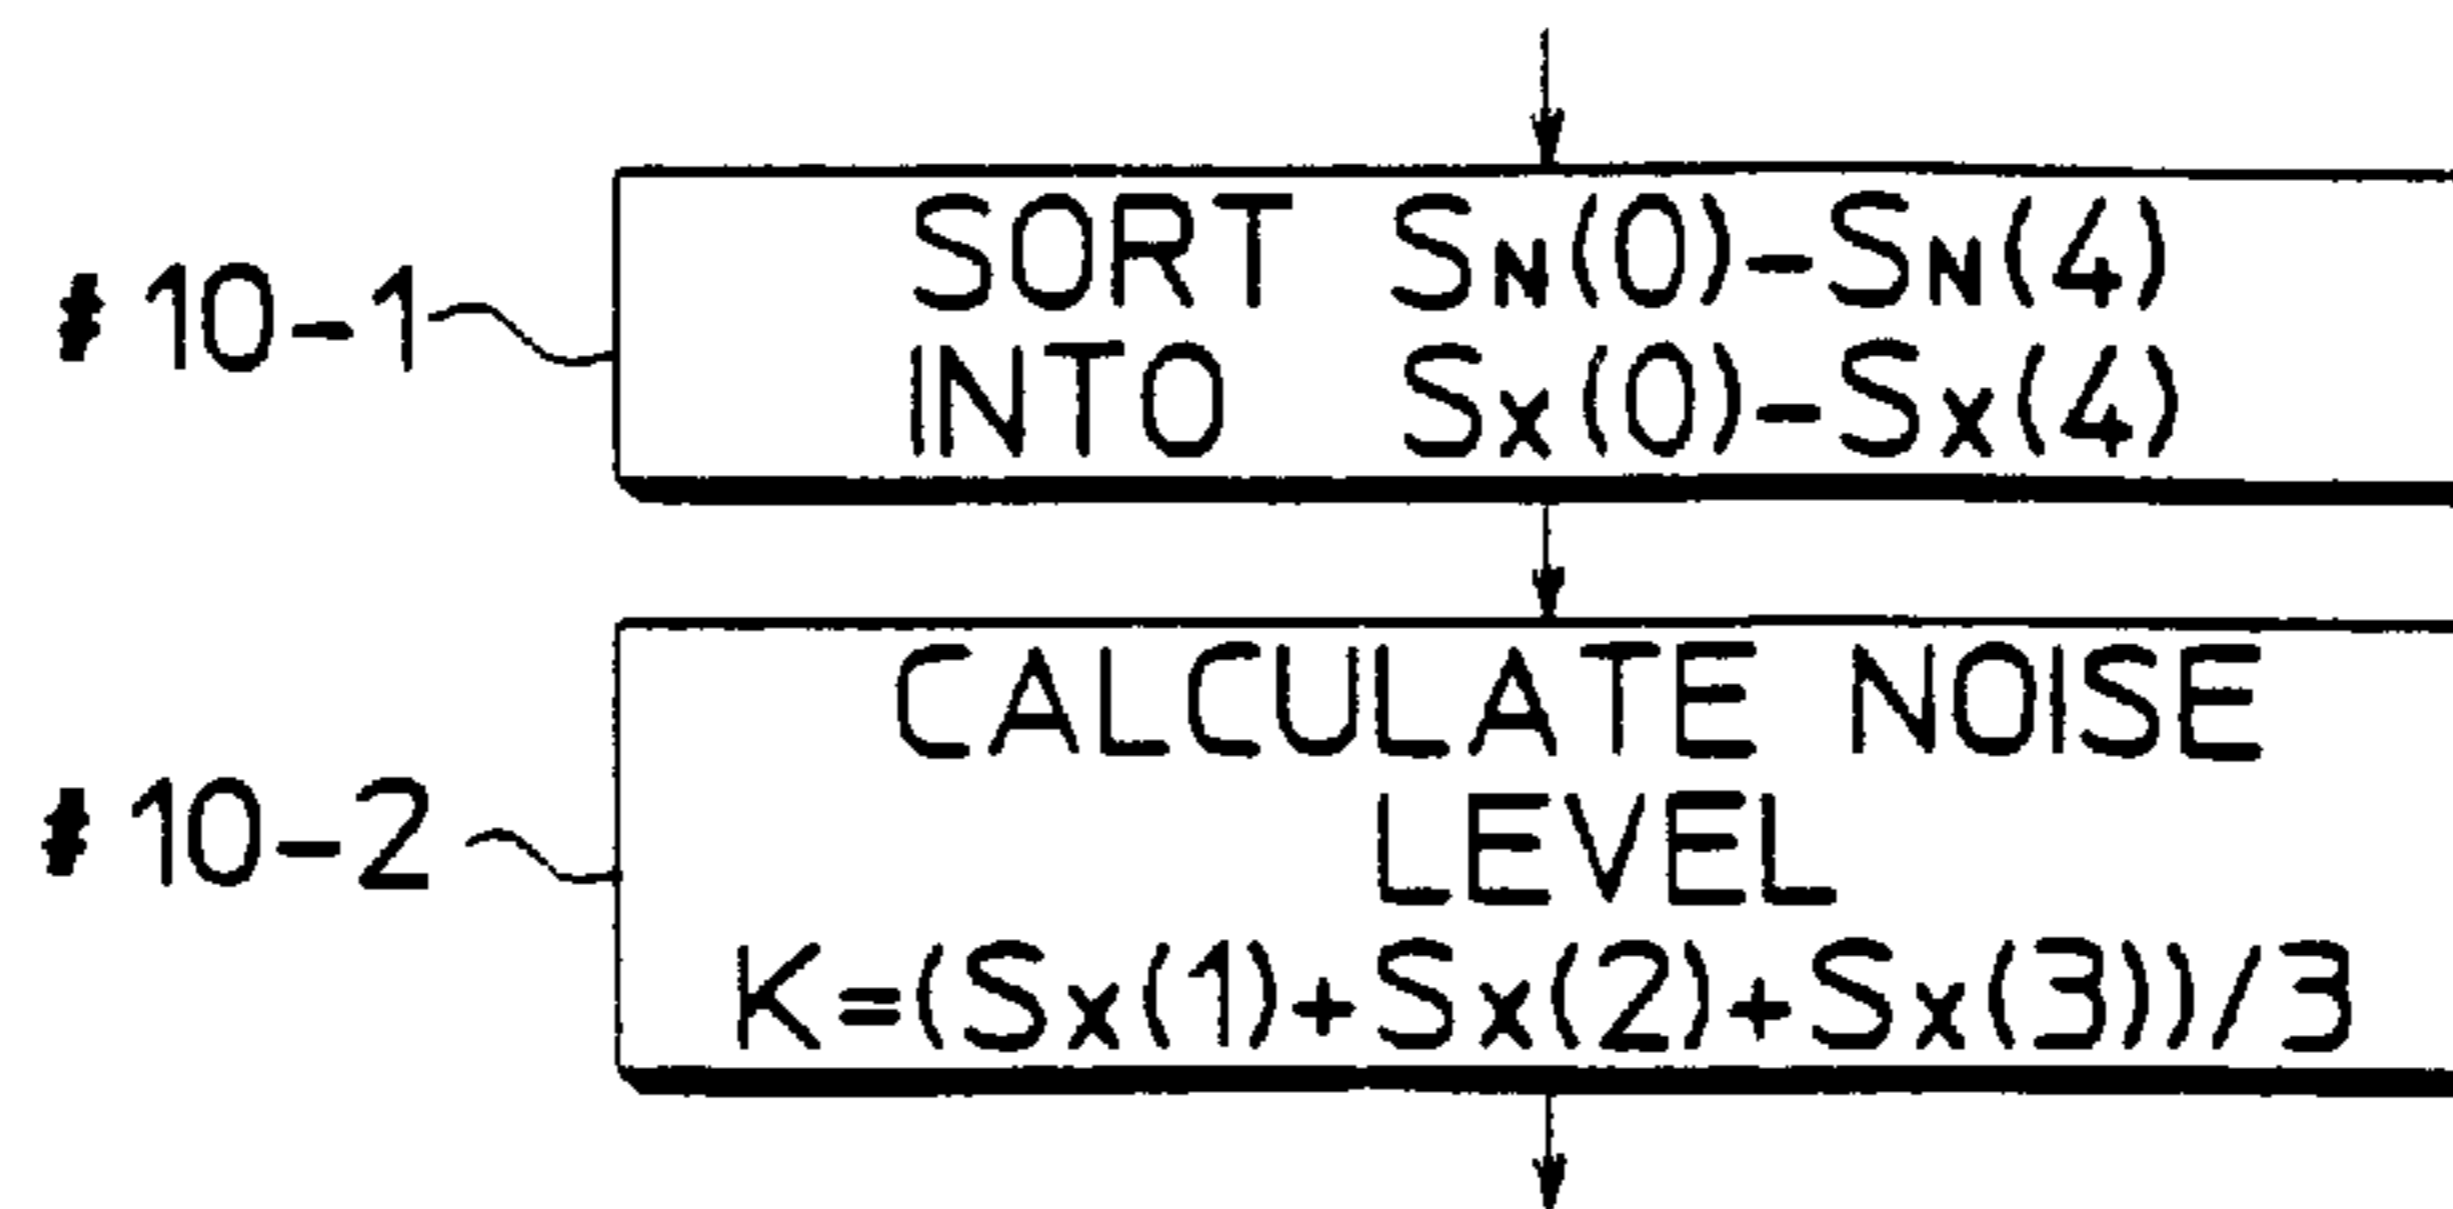 #10-1
SORT SN(0)-SN(4)
INTO SX(0)-SX(4)
#10-2
CALCULATE NOISE
LEVEL
K=(SX(1)+SX(2)+SX(3))/3